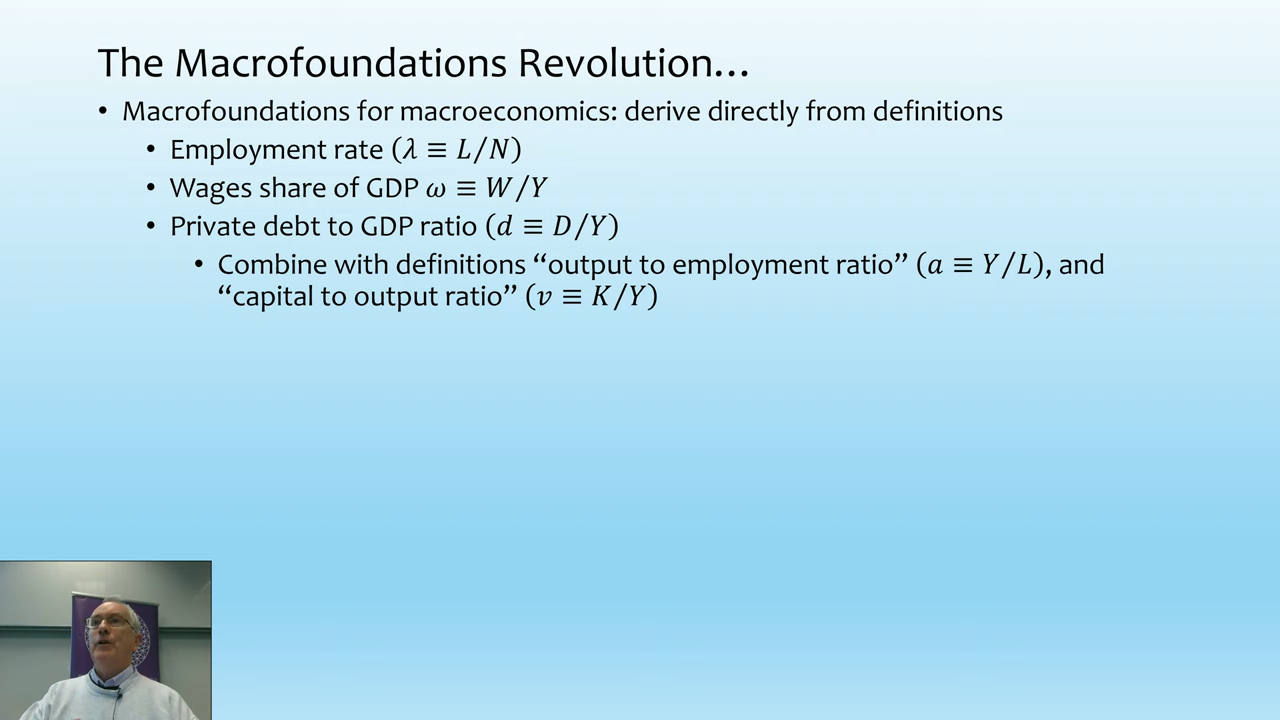 The Macrofoundations Revolution…
• Macrofoundations for macroeconomics: derive directly from definitions
• Employment rate (λ ≡ L/N)
• Wages share of GDP ω ≡ W/Y
• Private debt to GDP ratio (d ≡ D/Y)
• Combine with definitions “output to employment ratio” (a ≡ Y/L), and
“capital to output ratio” (v ≡ K/Y)